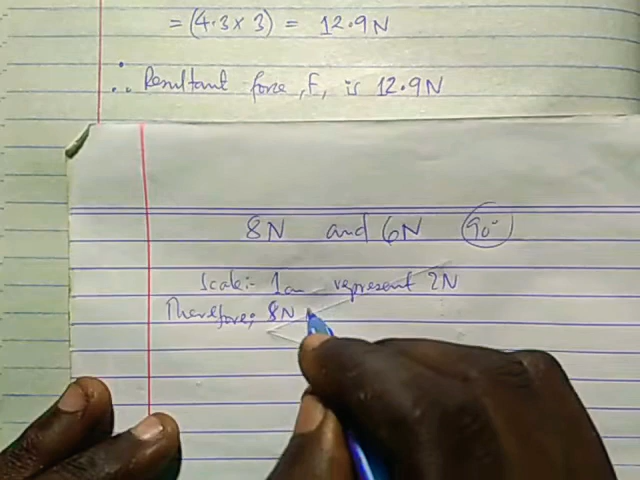 = (4.3 × 3) = 12.9N
∴ Resultant force, F, is 12.9N
8N and 6N 90°
Scale:- 1cm represent 2N
Therefore; 8N